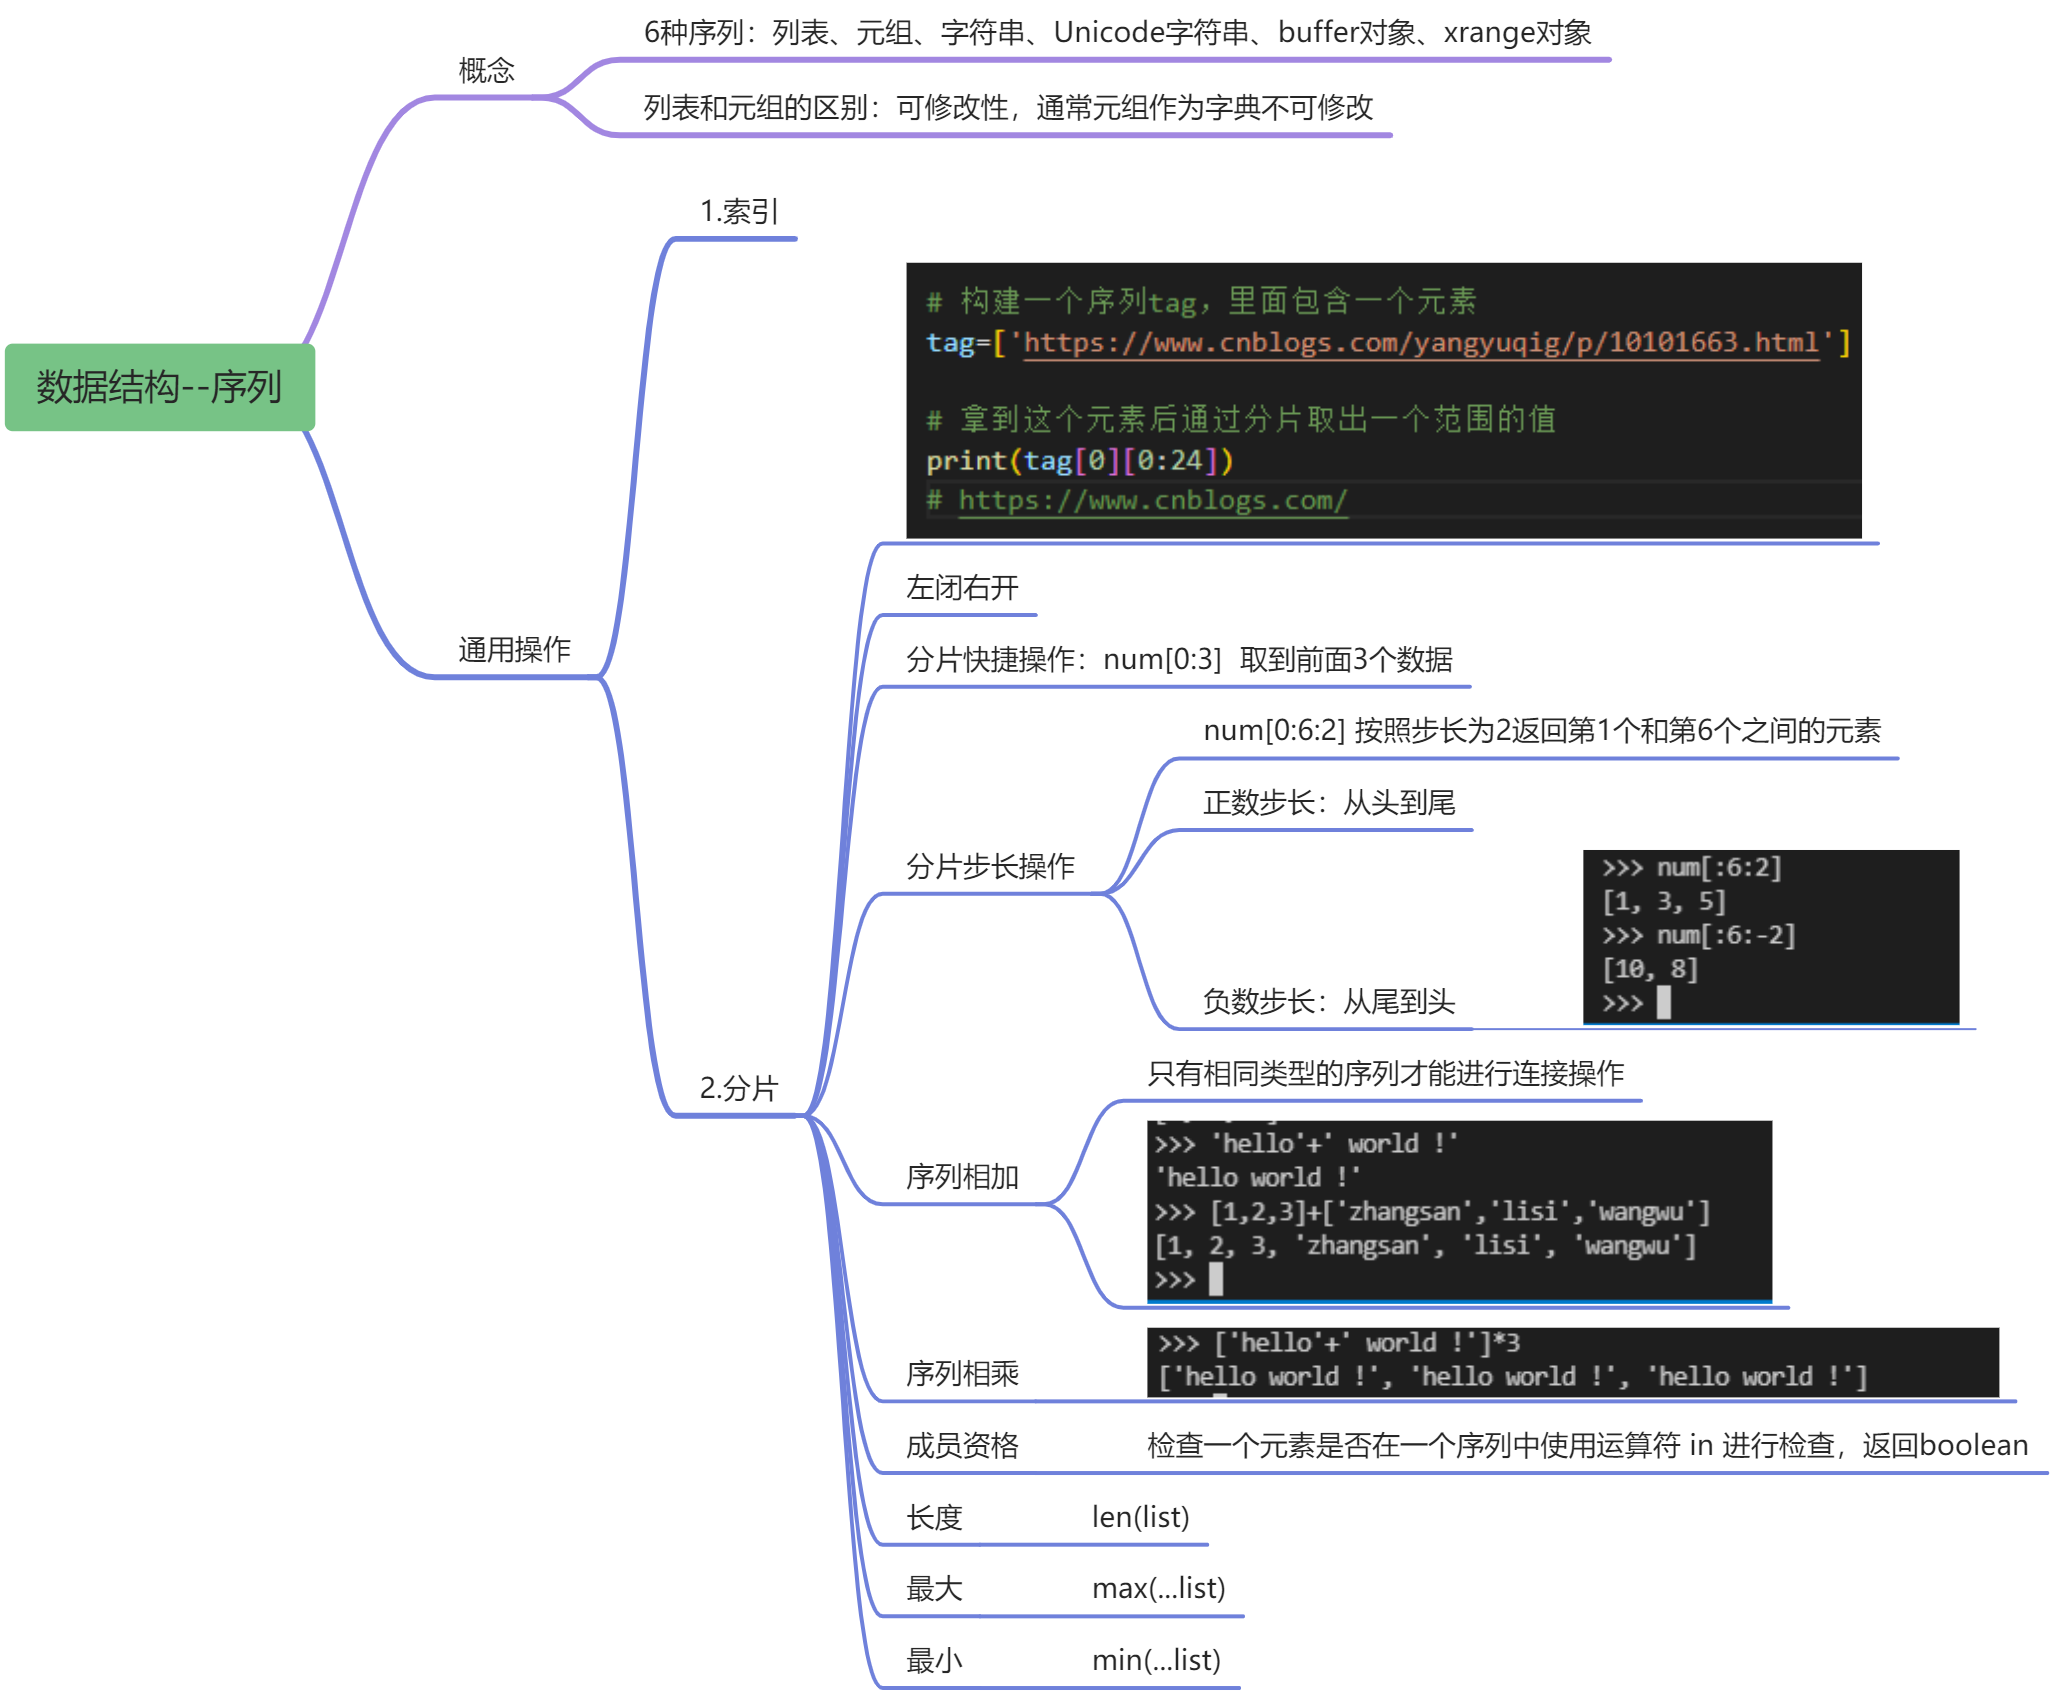 6种序列：列表、元组、字符串、Unicode字符串、buffer对象、xrange对象
概念
列表和元组的区别：可修改性，通常元组作为字典不可修改
数据结构--序列
通用操作
1.索引
2.分片
# 构建一个序列tag，里面包含一个元素
tag=['https://www.cnblogs.com/yangyuqig/p/10101663.html']
# 拿到这个元素后通过分片取出一个范围的值
print(tag[0][0:24])
# https://www.cnblogs.com/
左闭右开
分片快捷操作：num[0:3]  取到前面3个数据
分片步长操作
num[0:6:2] 按照步长为2返回第1个和第6个之间的元素
正数步长：从头到尾
负数步长：从尾到头
>>> num[:6:2]
[1, 3, 5]
>>> num[:6:-2]
[10, 8]
>>>
序列相加
只有相同类型的序列才能进行连接操作
>>> 'hello'+' world !'
'hello world !'
>>> [1,2,3]+['zhangsan','lisi','wangwu']
[1, 2, 3, 'zhangsan', 'lisi', 'wangwu']
>>>
序列相乘
>>> ['hello'+' world !']*3
['hello world !', 'hello world !', 'hello world !']
成员资格 检查一个元素是否在一个序列中使用运算符 in 进行检查，返回boolean
长度 len(list)
最大 max(...list)
最小 min(...list)